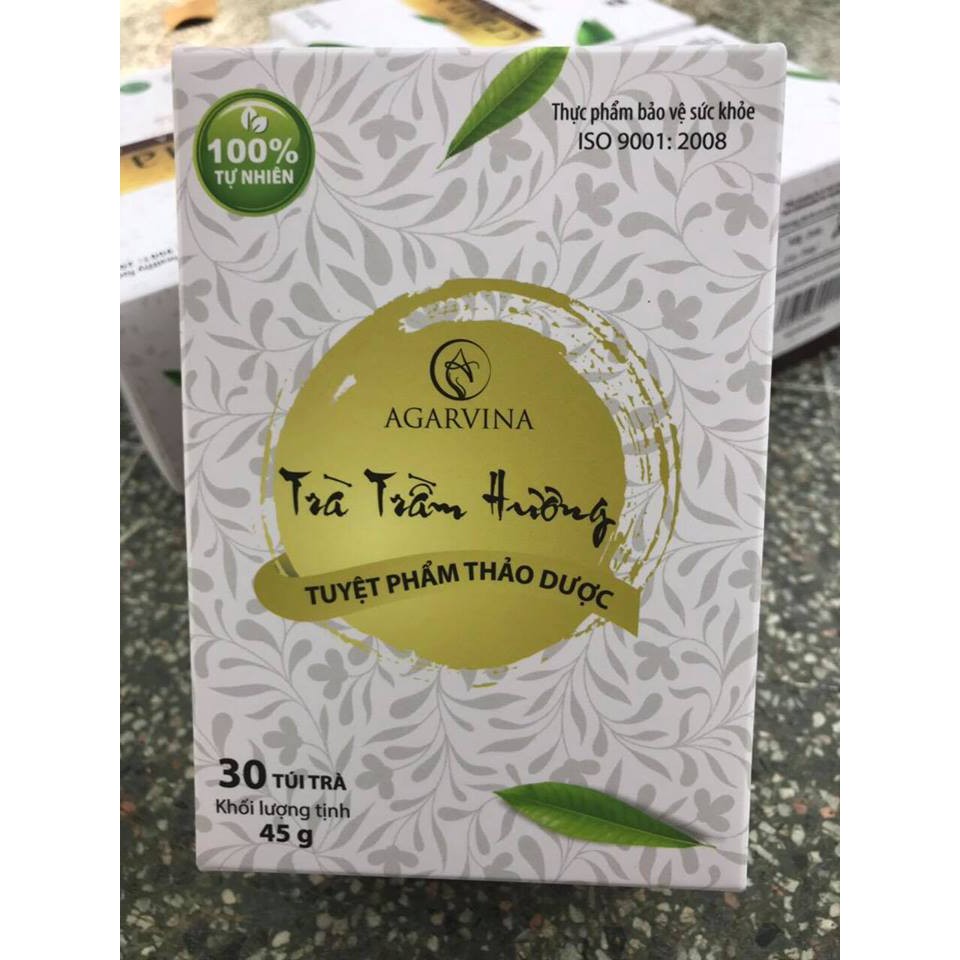 100%
TỰ NHIÊN
Thực phẩm bảo vệ sức khỏe
ISO 9001: 2008
AGARVINA
Trà Trầm Hương
TUYỆT PHẨM THẢO DƯỢC
30 TÚI TRÀ
Khối lượng tịnh
45 g